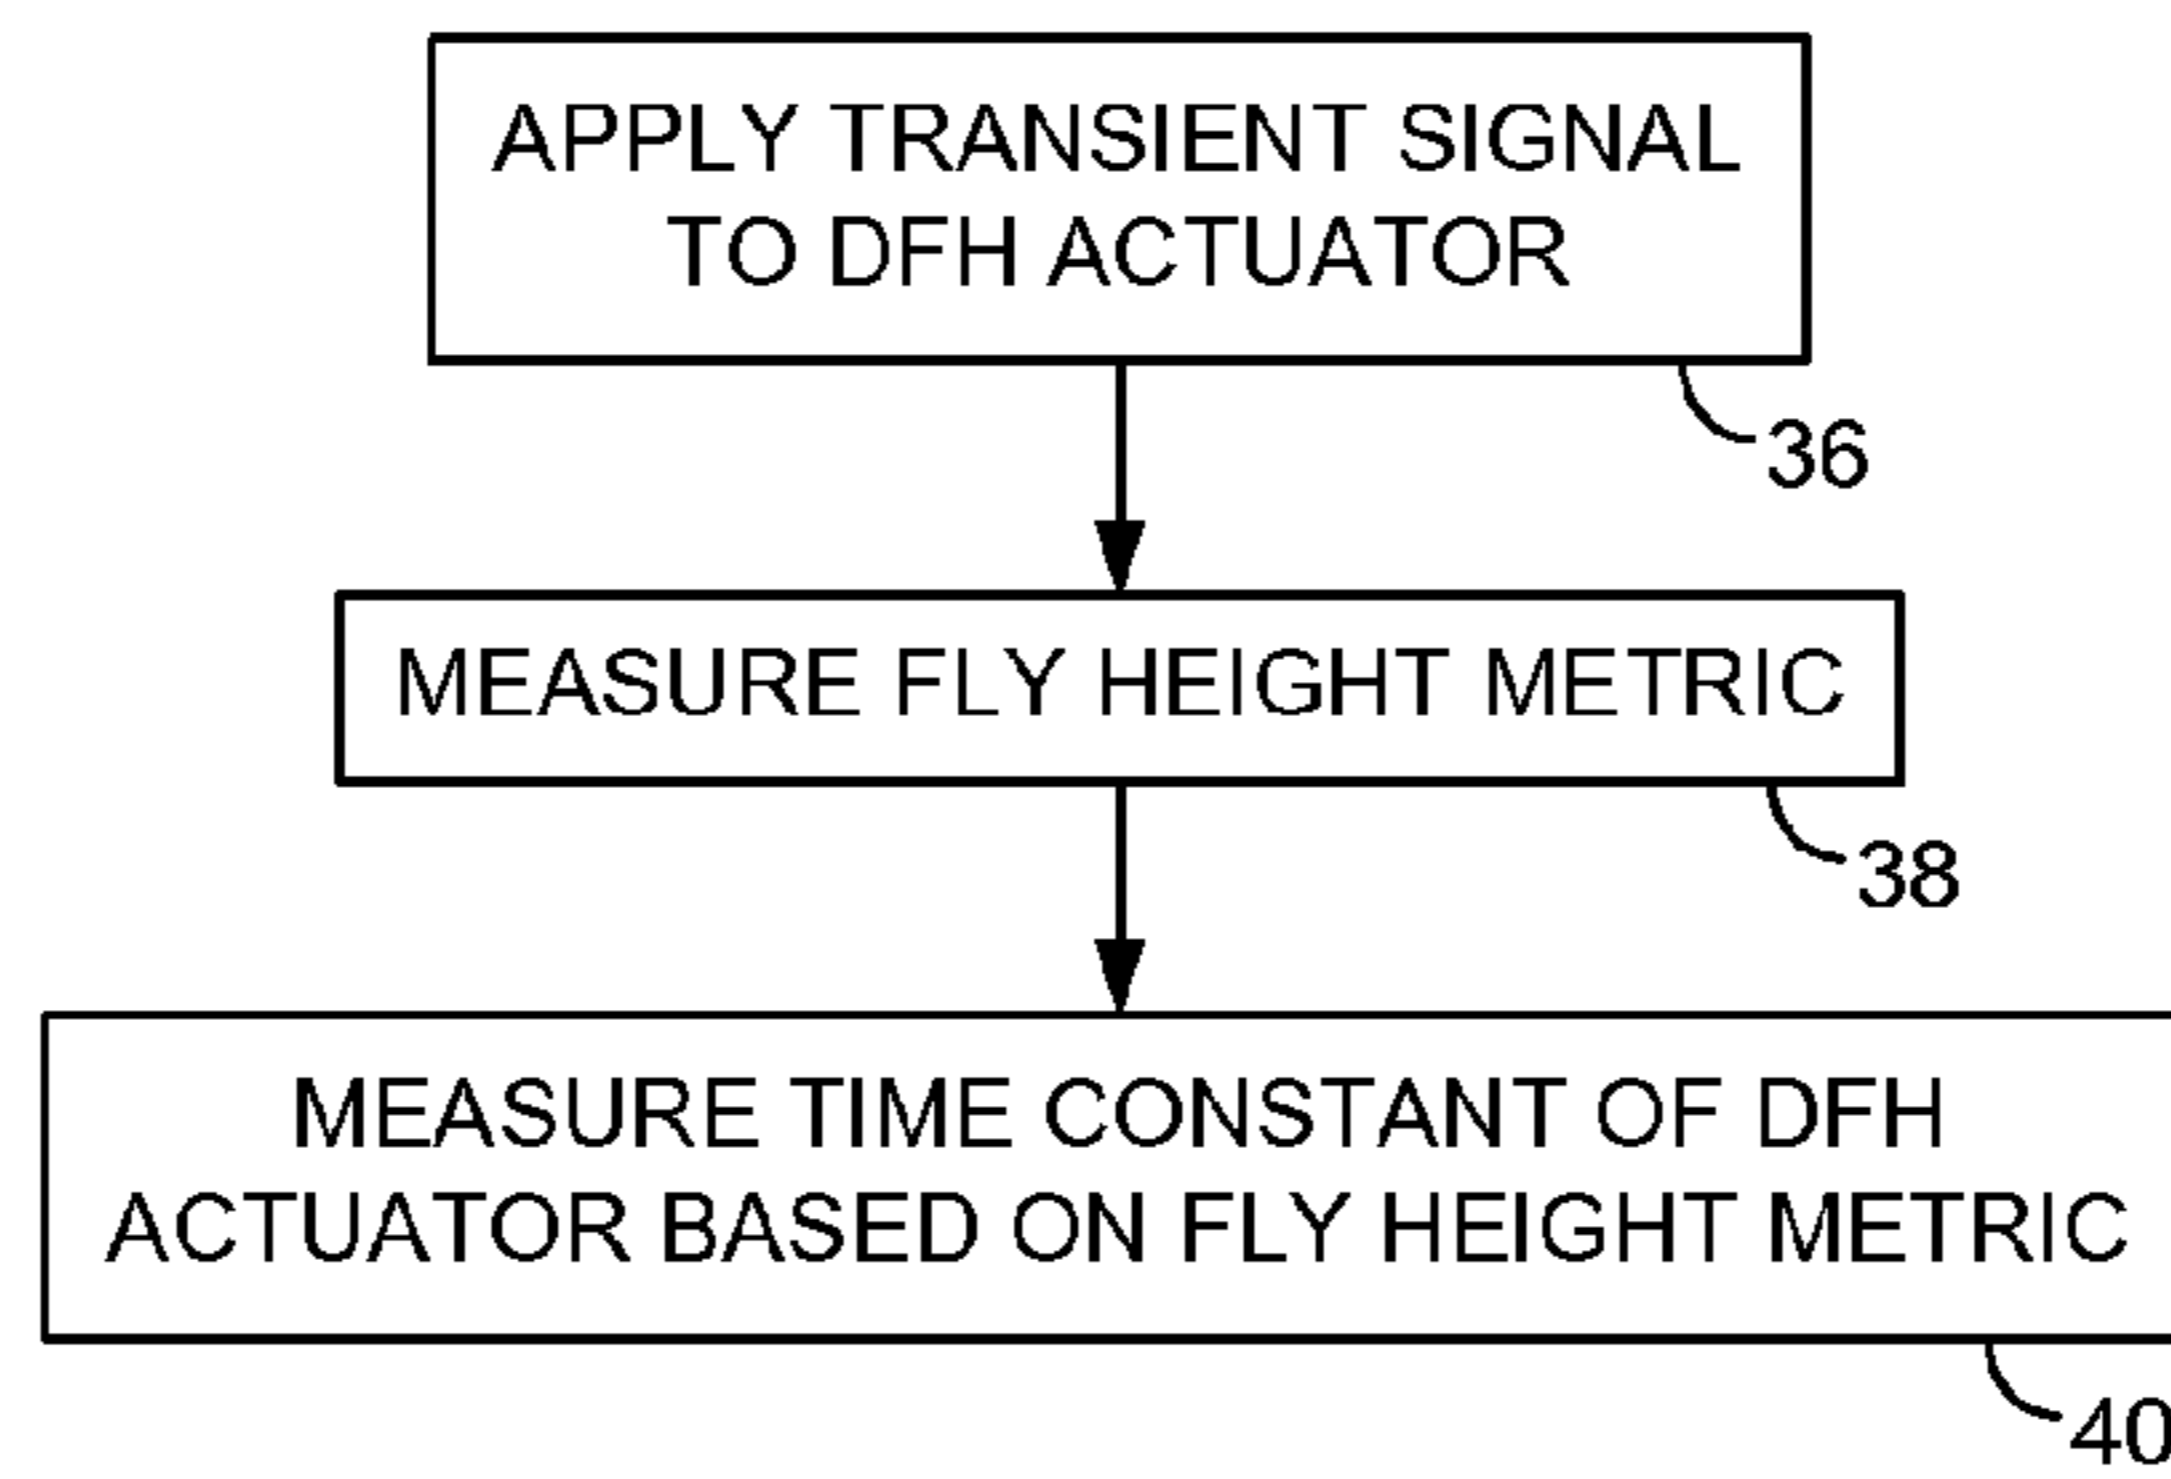 APPLY TRANSIENT SIGNAL
TO DFH ACTUATOR
36
MEASURE FLY HEIGHT METRIC
38
MEASURE TIME CONSTANT OF DFH
ACTUATOR BASED ON FLY HEIGHT METRIC
40